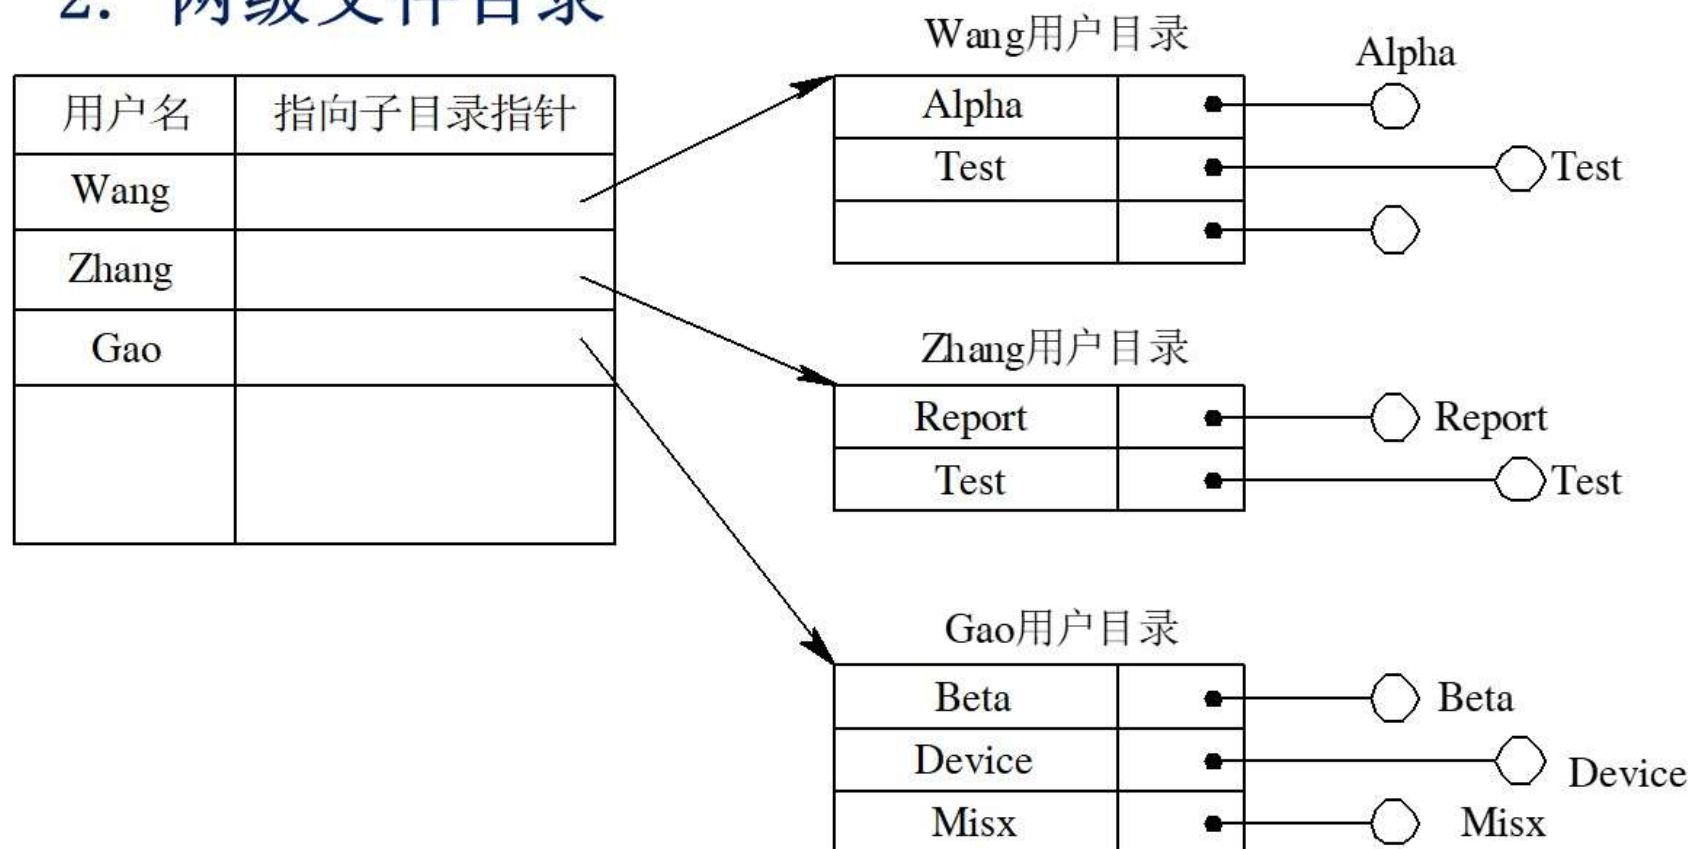 2. 两级文件目录
用户名 指向子目录指针
Wang
Zhang
Gao
Wang用户目录
Alpha
Test
Alpha
Test
Zhang用户目录
Report
Test
Report
Test
Gao用户目录
Beta
Device
Misx
Beta
Device
Misx